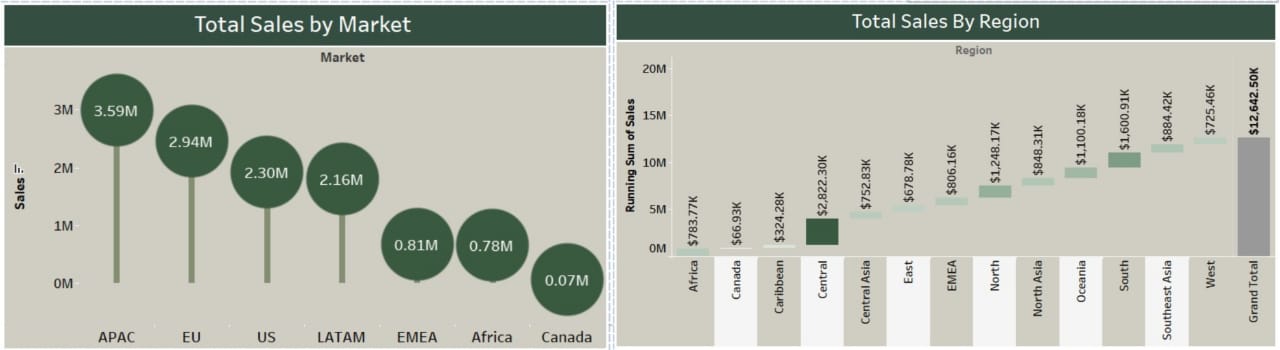 Total Sales by Market
Market
3M
2M
1M
0M
Sales
3.59M
2.94M
2.30M
2.16M
0.81M
0.78M
0.07M
APAC EU US LATAM EMEA Africa Canada
Total Sales By Region
Region
20M
15M
10M
5M
0M
Running Sum of Sales
$783.77K
$66.93K
$324.28K
$2,822.30K
$752.83K
$678.78K
$806.16K
$1,248.17K
$848.31K
$1,100.18K
$1,600.91K
$884.42K
$725.46K
$12,642.50K
Africa
Canada
Caribbean
Central
Central Asia
East
EMEA
North
North Asia
Oceania
South
Southeast Asia
West
Grand Total